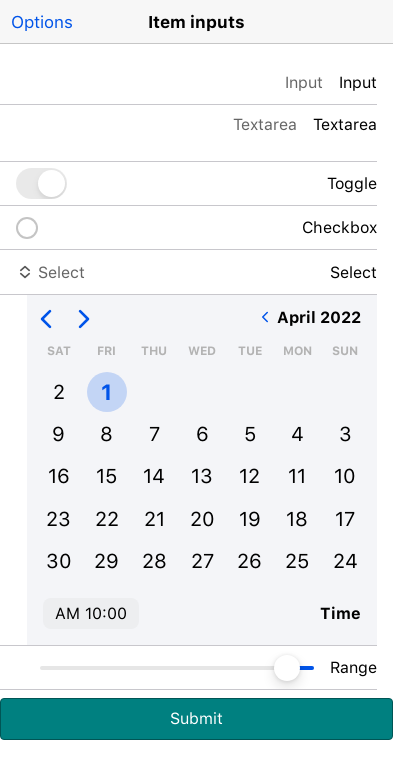 Options Item inputs
Input Input
Textarea Textarea
Toggle
Checkbox
Select Select
April 2022
SAT FRI THU WED TUE MON SUN
2 1
9 8 7 6 5 4 3
16 15 14 13 12 11 10
23 22 21 20 19 18 17
30 29 28 27 26 25 24
AM 10:00 Time
Range
Submit